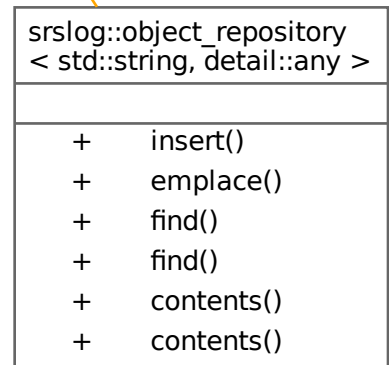 srslog::object_repository
< std::string, detail::any >
+ insert()
+ emplace()
+ find()
+ find()
+ contents()
+ contents()